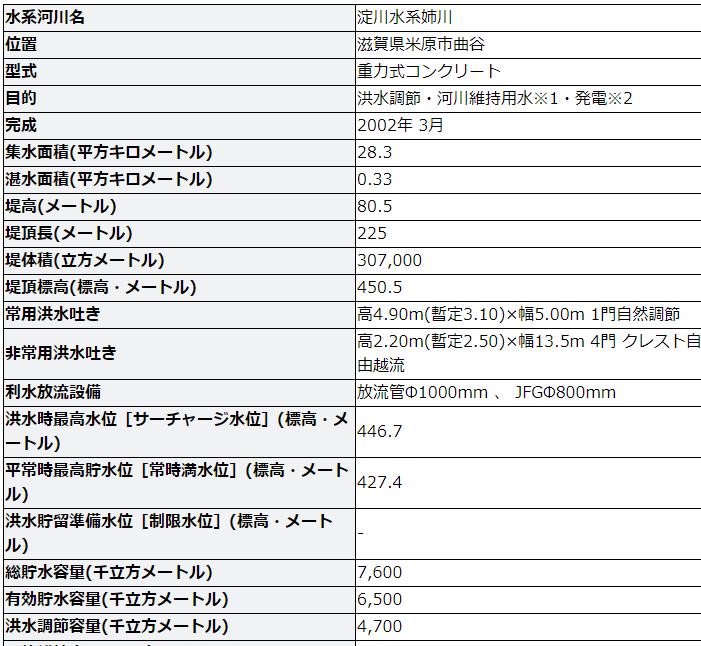 水系河川名 淀川水系姉川
位置 滋賀県米原市曲谷
型式 重力式コンクリート
目的 洪水調節・河川維持用水※1・発電※2
完成 2002年 3月
集水面積(平方キロメートル) 28.3
湛水面積(平方キロメートル) 0.33
堤高(メートル) 80.5
堤頂長(メートル) 225
堤体積(立方メートル) 307,000
堤頂標高(標高・メートル) 450.5
常用洪水吐き 高4.90m(暫定3.10)×幅5.00m 1門自然調節
非常用洪水吐き 高2.20m(暫定2.50)×幅13.5m 4門 クレスト自
由越流
利水放流設備 放流管Φ1000mm 、 JFGΦ800mm
洪水時最高水位［サーチャージ水位］(標高・メ
ートル) 446.7
平常時最高貯水位［常時満水位］(標高・メート
ル) 427.4
洪水貯留準備水位［制限水位］(標高・メート
ル) -
総貯水容量(千立方メートル) 7,600
有効貯水容量(千立方メートル) 6,500
洪水調節容量(千立方メートル) 4,700